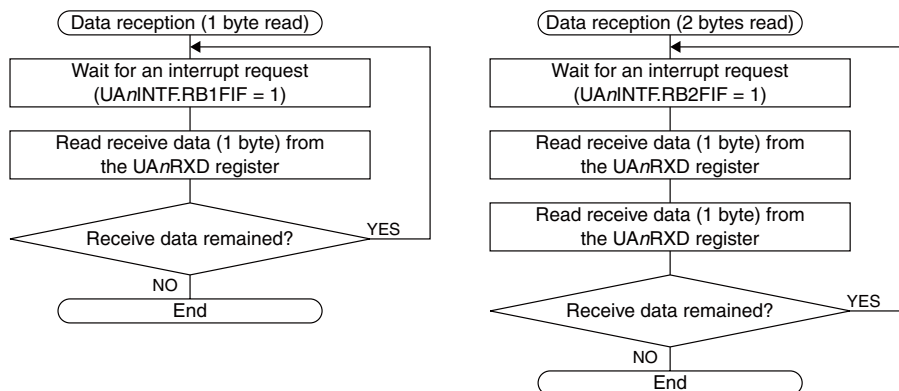 Data reception (1 byte read)
Wait for an interrupt request
(UAnINTF.RB1FIF = 1)
Read receive data (1 byte) from
the UAnRXD register
Receive data remained?
YES
NO
End
Data reception (2 bytes read)
Wait for an interrupt request
(UAnINTF.RB2FIF = 1)
Read receive data (1 byte) from
the UAnRXD register
Read receive data (1 byte) from
the UAnRXD register
Receive data remained?
YES
NO
End